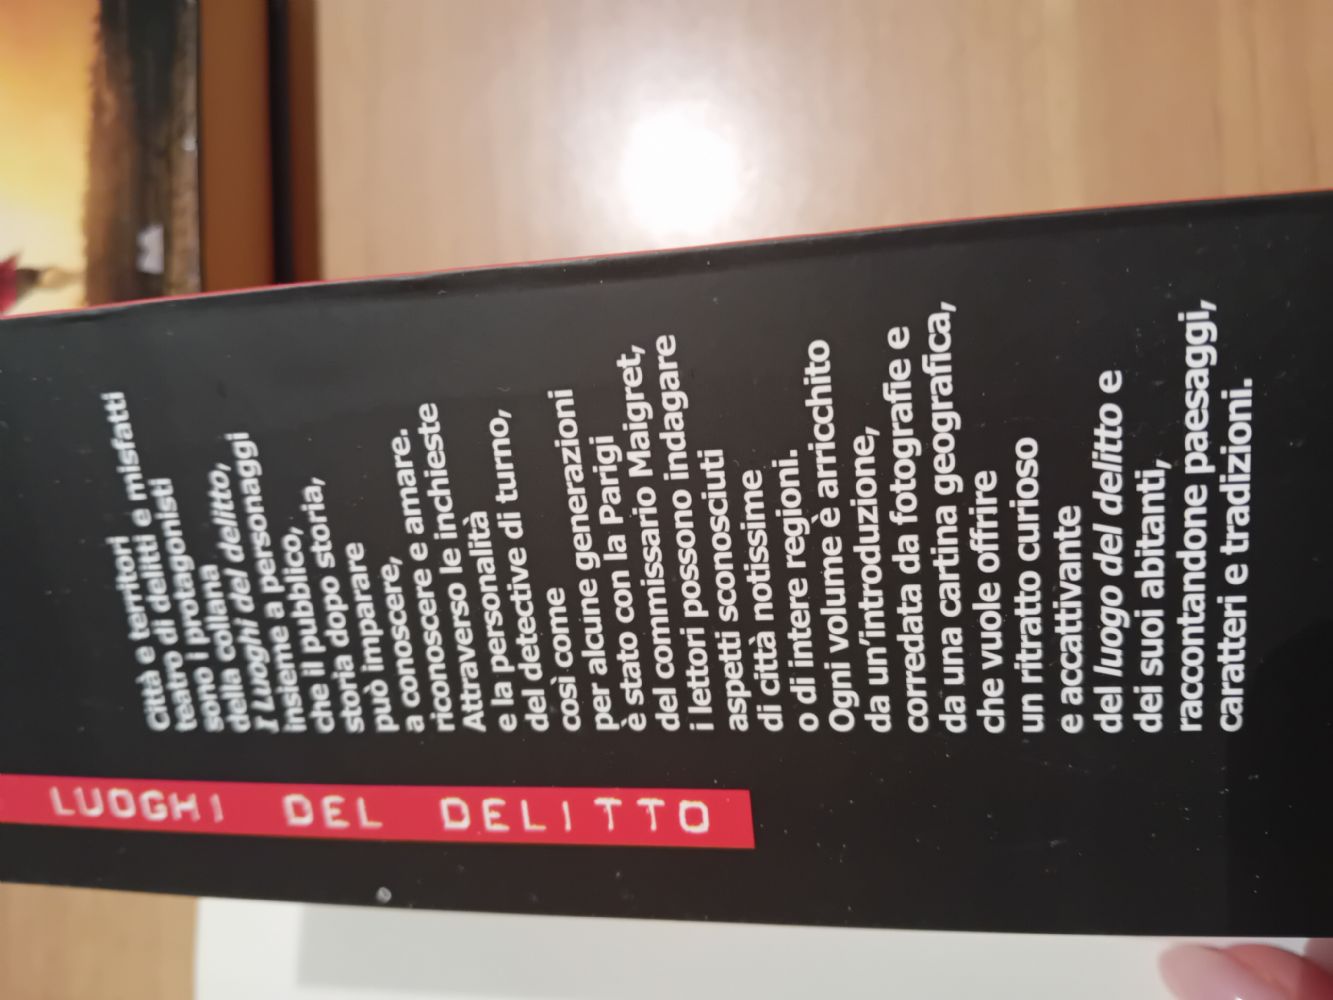 LUOGHI DEL DELITTO
Città e territori
teatro di delitti e misfatti
sono i protagonisti
della collana
I Luoghi del delitto,
insieme a personaggi
che il pubblico,
storia dopo storia,
può imparare
a conoscere,
riconoscere e amare.
Attraverso le inchieste
e la personalità
del detective di turno,
così come
per alcune generazioni
è stato con la Parigi
del commissario Maigret,
i lettori possono indagare
aspetti sconosciuti
di città notissime
o di intere regioni.
Ogni volume è arricchito
da un'introduzione,
corredata da fotografie e
da una cartina geografica,
che vuole offrire
un ritratto curioso
e accattivante
del luogo del delitto e
dei suoi abitanti,
raccontandone paesaggi,
caratteri e tradizioni.